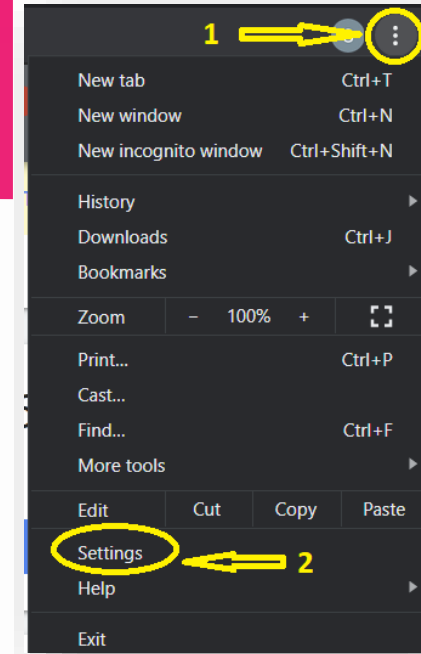 1
New tab Ctrl+T
New window Ctrl+N
New incognito window Ctrl+Shift+N
History
Downloads Ctrl+J
Bookmarks
Zoom − 100% +
Print... Ctrl+P
Cast...
Find... Ctrl+F
More tools
Edit Cut Copy Paste
Settings
2
Help
Exit